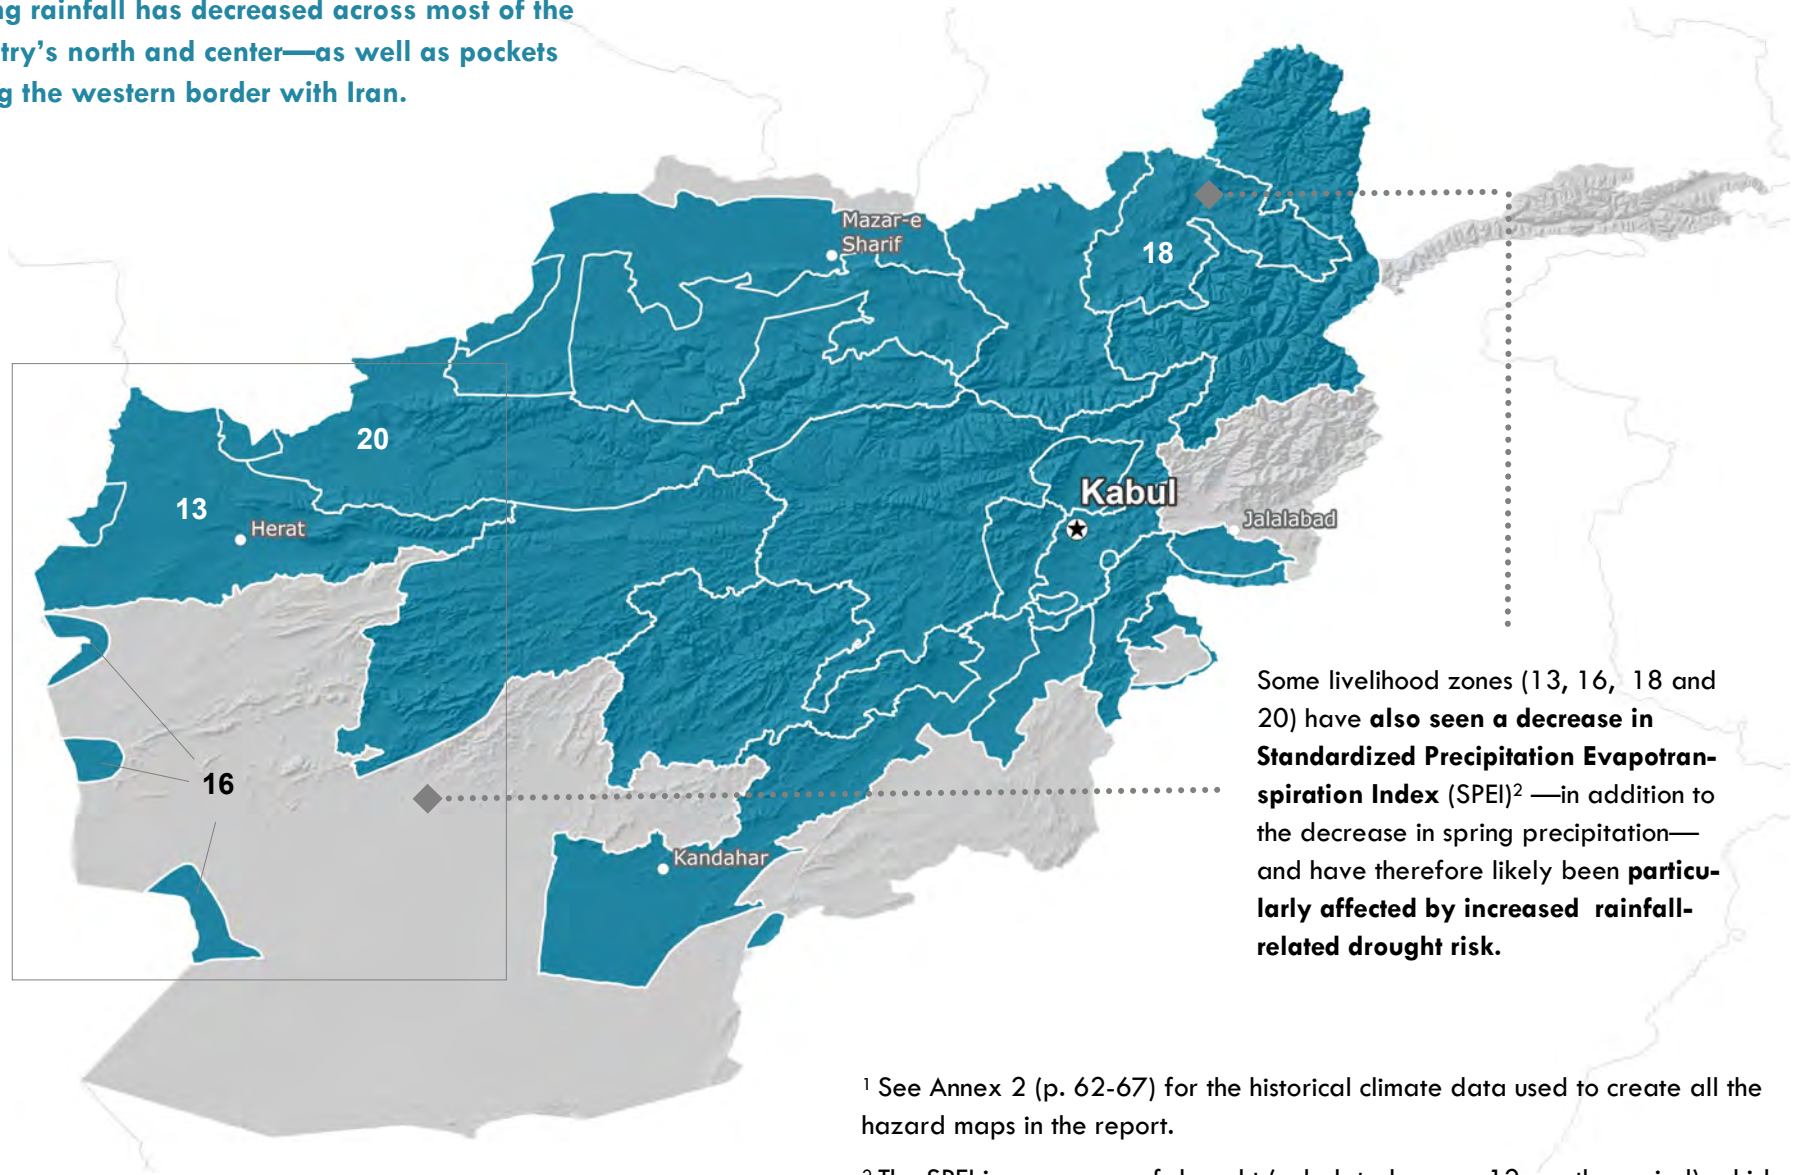 ng rainfall has decreased across most of the
try’s north and center—as well as pockets
g the western border with Iran.
Mazar-e
Sharif
18
20
13
Herat
Kabul
Jalalabad
16
Kandahar
Some livelihood zones (13, 16, 18 and
20) have also seen a decrease in
Standardized Precipitation Evapotran-
spiration Index (SPEI)2 —in addition to
the decrease in spring precipitation—
and have therefore likely been particu-
larly affected by increased rainfall-
related drought risk.
1 See Annex 2 (p. 62-67) for the historical climate data used to create all the
hazard maps in the report.